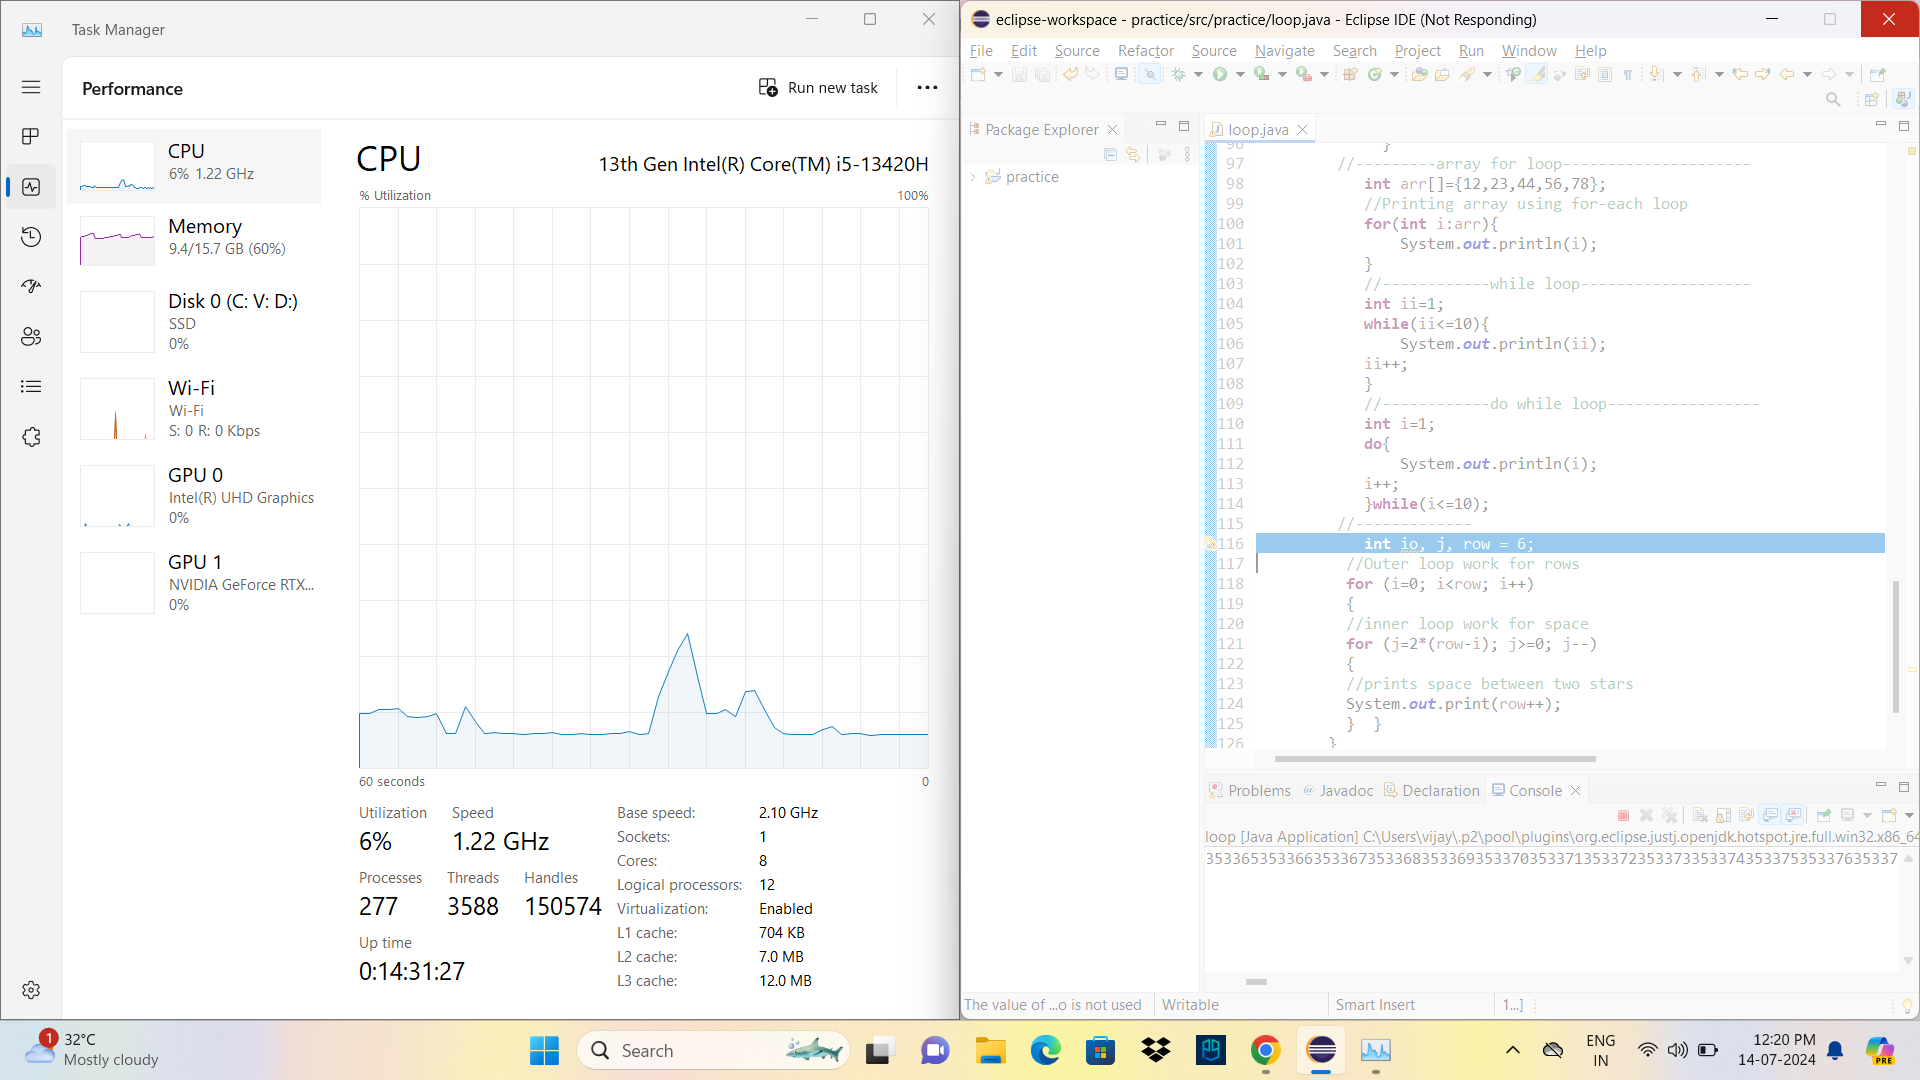 Task Manager
Performance
Run new task
CPU
6% 1.22 GHz
Memory
9.4/15.7 GB (60%)
Disk 0 (C: V: D:)
SSD
0%
Wi-Fi
Wi-Fi
S: 0 R: 0 Kbps
GPU 0
Intel(R) UHD Graphics
0%
GPU 1
NVIDIA GeForce RTX...
0%
CPU
13th Gen Intel(R) Core(TM) i5-13420H
% Utilization
100%
60 seconds
0
Utilization
6%
Speed
1.22 GHz
Processes
277
Threads
3588
Handles
150574
Up time
0:14:31:27
Base speed: 2.10 GHz
Sockets: 1
Cores: 8
Logical processors: 12
Virtualization: Enabled
L1 cache: 704 KB
L2 cache: 7.0 MB
L3 cache: 12.0 MB
eclipse-workspace - practice/src/practice/loop.java - Eclipse IDE (Not Responding)
File Edit Source Refactor Source Navigate Search Project Run Window Help
Package Explorer
practice
loop.java
96 }
97 //---------array for loop---------------------
98 int arr[]={12,23,44,56,78};
99 //Printing array using for-each loop
100 for(int i:arr){
101 System.out.println(i);
102 }
103 //------------while loop-------------------
104 int ii=1;
105 while(ii<=10){
106 System.out.println(ii);
107 ii++;
108 }
109 //------------do while loop-----------------
110 int i=1;
111 do{
112 System.out.println(i);
113 i++;
114 }while(i<=10);
115 //-------------
116 int io, j, row = 6;
117 //Outer loop work for rows
118 for (i=0; i<row; i++)
119 {
120 //inner loop work for space
121 for (j=2*(row-i); j>=0; j--)
122 {
123 //prints space between two stars
124 System.out.print(row++);
125 } }
126 }
Problems @ Javadoc Declaration Console
loop [Java Application] C:\Users\vijay\.p2\pool\plugins\org.eclipse.justj.openjdk.hotspot.jre.full.win32.x86_64
353365353366353367353368353369353370353371353372353373353374353375353376353377
The value of ...o is not used
Writable
Smart Insert
1...]
1
32°C
Mostly cloudy
Search
PRE
ENG
IN
12:20 PM
14-07-2024